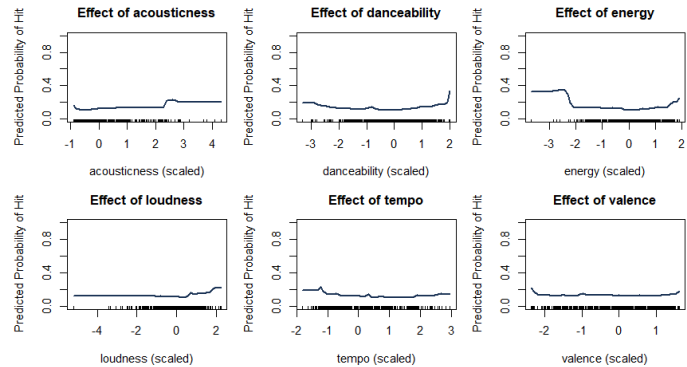 Effect of acousticness
Predicted Probability of Hit
0.0 0.4 0.8
-1 0 1 2 3 4
acousticness (scaled)
Effect of danceability
Predicted Probability of Hit
0.0 0.4 0.8
-3 -2 -1 0 1 2
danceability (scaled)
Effect of energy
Predicted Probability of Hit
0.0 0.4 0.8
-4 -3 -2 -1 0 1 2
energy (scaled)
Effect of loudness
Predicted Probability of Hit
0.0 0.4 0.8
-4 -2 0 2
loudness (scaled)
Effect of tempo
Predicted Probability of Hit
0.0 0.4 0.8
-2 -1 0 1 2 3
tempo (scaled)
Effect of valence
Predicted Probability of Hit
0.0 0.4 0.8
-2 -1 0 1
valence (scaled)